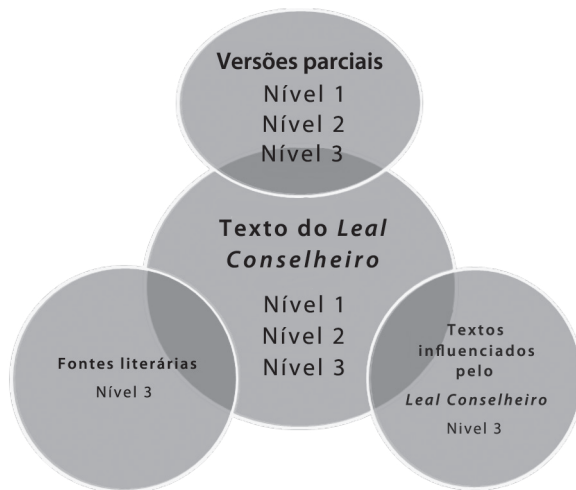 Versões parciais
Nível 1
Nível 2
Nível 3
Texto do Leal
Conselheiro
Nível 1
Nível 2
Nível 3
Fontes literárias
Nível 3
Textos
influenciados
pelo
Leal Conselheiro
Nivel 3